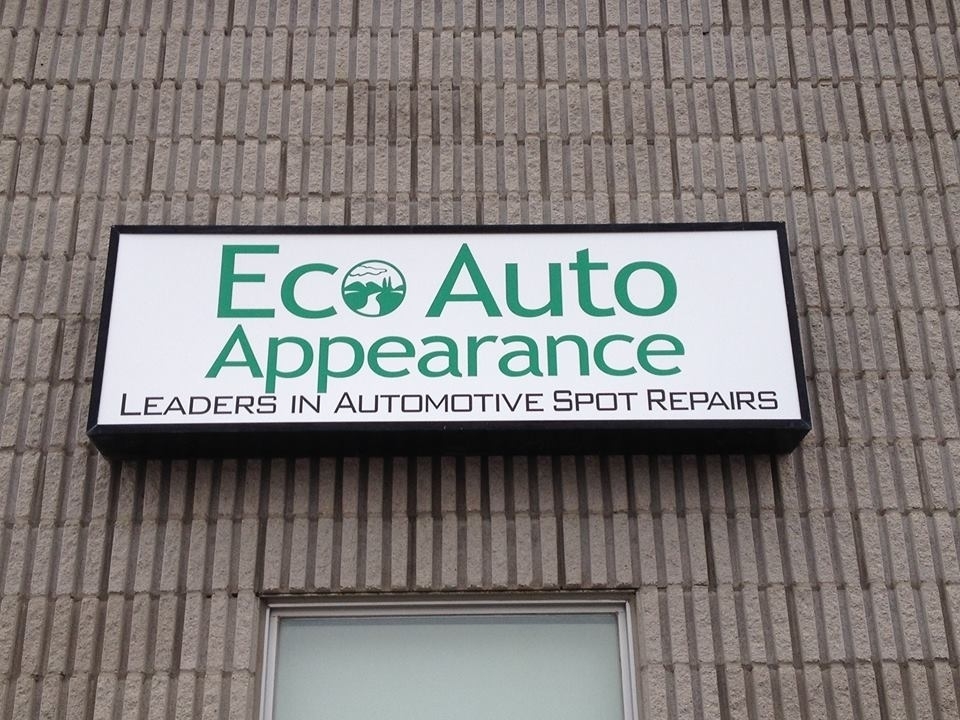 Eco Auto
Appearance
LEADERS IN AUTOMOTIVE SPOT REPAIRS